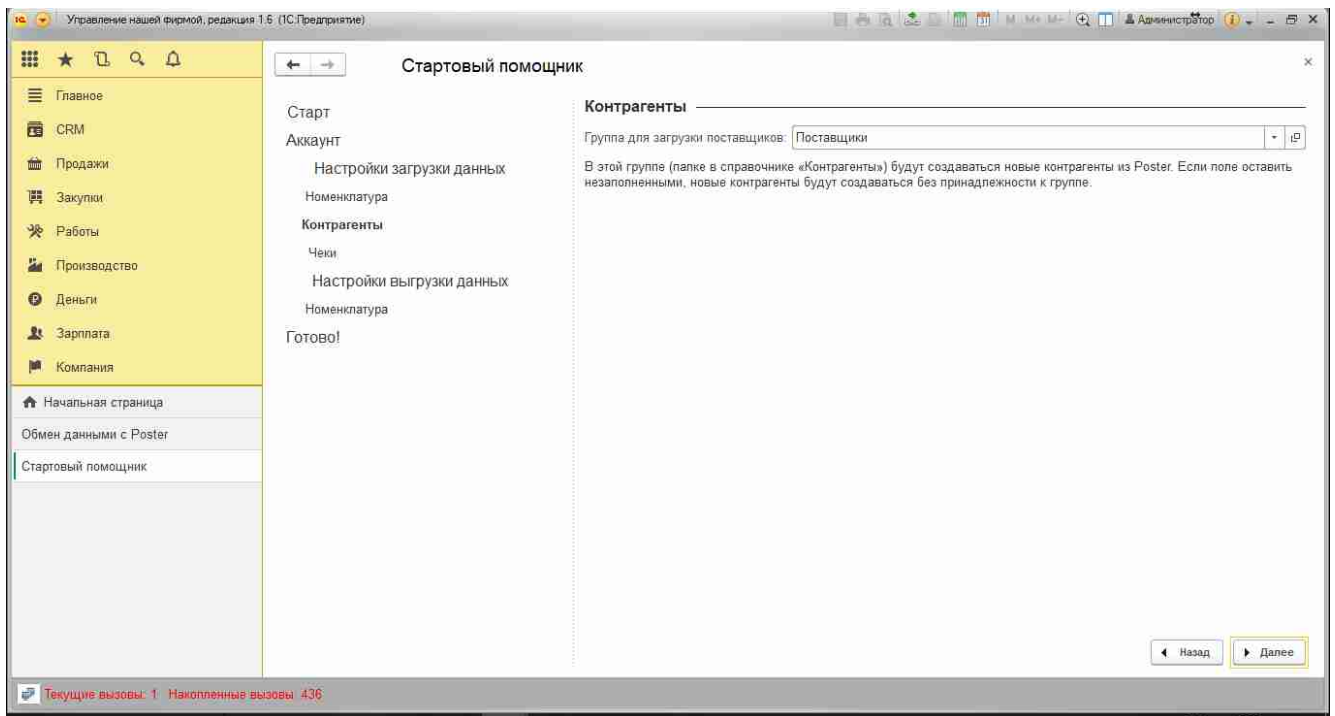 Управление нашей фирмой, редакция 1.6 (1С:Предприятие)
M M+ M- Администратор
Главное
CRM
Продажи
Закупки
Работы
Производство
Деньги
Зарплата
Компания
Начальная страница
Обмен данными с Poster
Стартовый помощник
Стартовый помощник
Старт
Аккаунт
Настройки загрузки данных
Номенклатура
Контрагенты
Чеки
Настройки выгрузки данных
Номенклатура
Готово!
Контрагенты
Группа для загрузки поставщиков: Поставщики
В этой группе (папке в справочнике «Контрагенты») будут создаваться новые контрагенты из Poster. Если поле оставить
незаполненными, новые контрагенты будут создаваться без принадлежности к группе.
Назад Далее
Текущие вызовы: 1 Накопленные вызовы 436